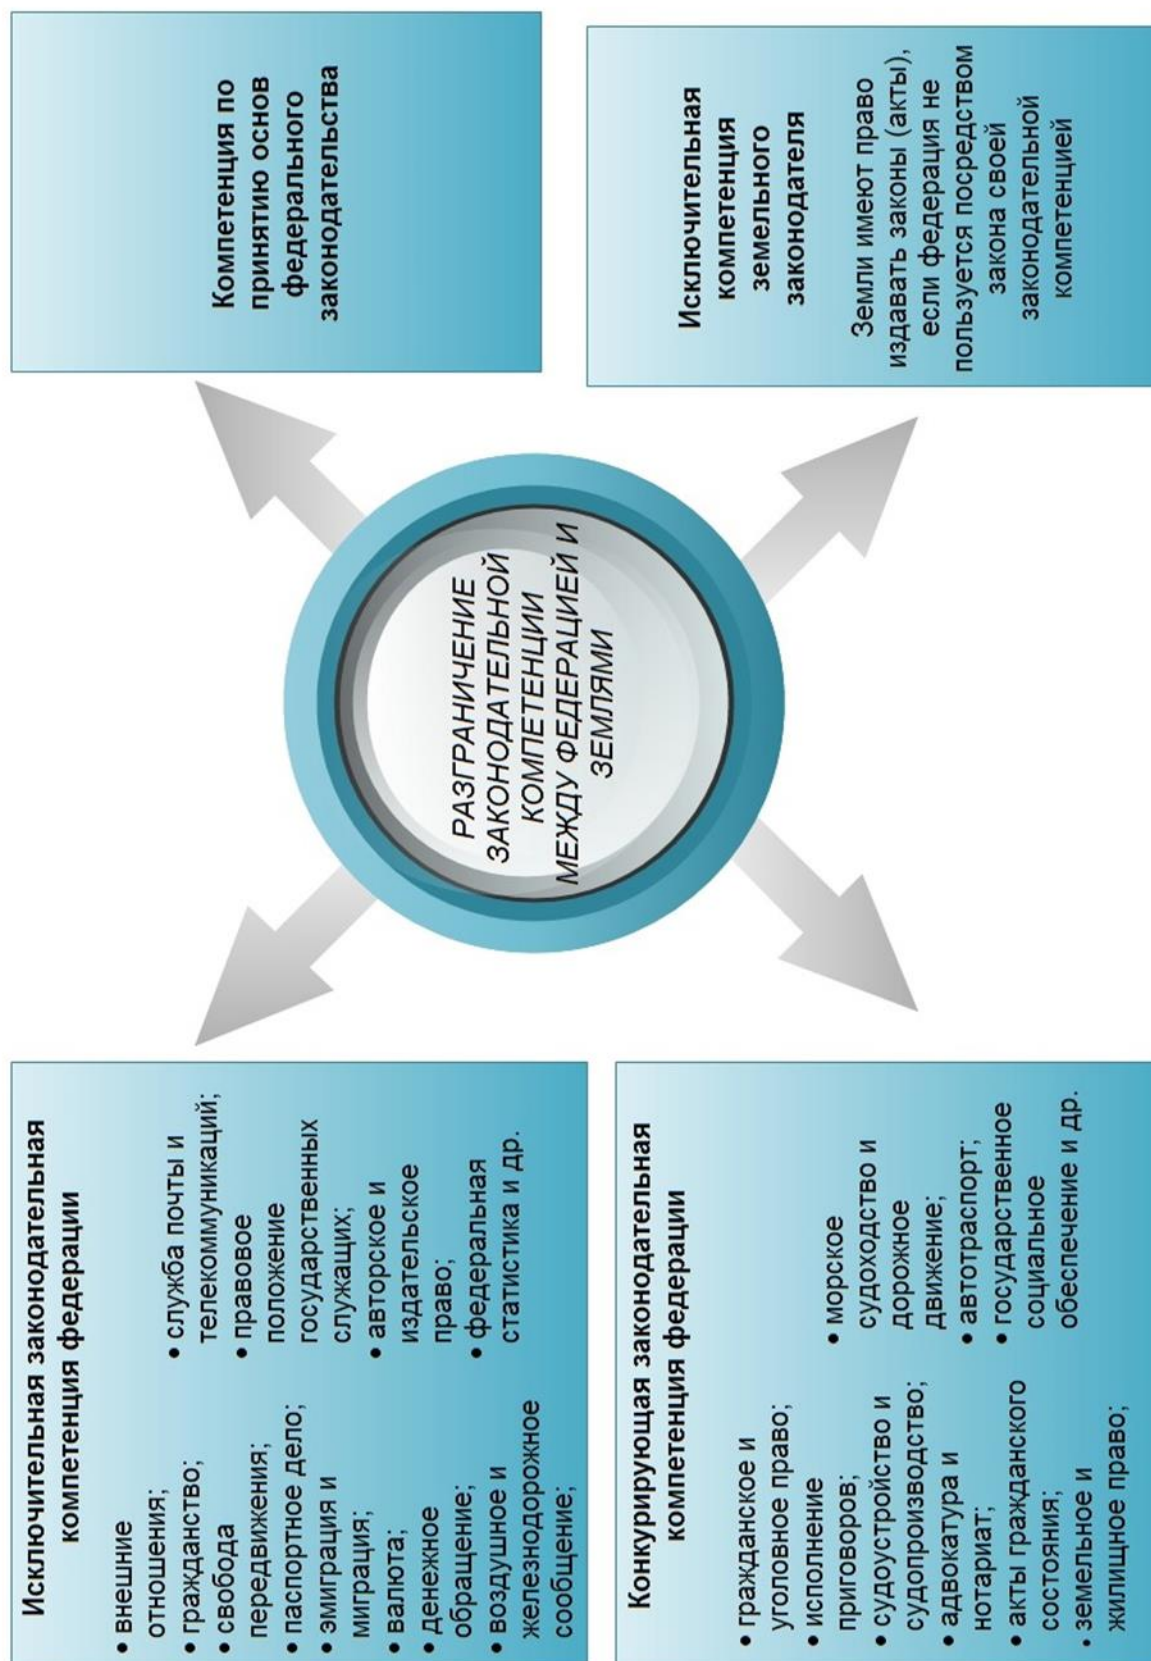 Исключительная законодательная
компетенция федерации
• внешние
отношения;
• гражданство;
• свобода
передвижения;
• паспортное дело;
• эмиграция и
миграция;
• валюта;
• денежное
обращение;
• воздушное и
железнодорожное
сообщение;
• служба почты и
телекоммуникаций;
• правовое
положение
государственных
служащих;
• авторское и
издательское
право;
• федеральная
статистика и др.
Компетенция по
принятию основ
федерального
законодательства
РАЗГРАНИЧЕНИЕ
ЗАКОНОДАТЕЛЬНОЙ
КОМПЕТЕНЦИИ
МЕЖДУ ФЕДЕРАЦИЕЙ И
ЗЕМЛЯМИ
Конкурирующая законодательная
компетенция федерации
• гражданское и
уголовное право;
• исполнение
приговоров;
• судоустройство и
судопроизводство;
• адвокатура и
нотариат;
• акты гражданского
состояния;
• земельное и
жилищное право;
• морское
судоходство и
дорожное
движение;
• автотраспорт;
• государственное
социальное
обеспечение и др.
Исключительная
компетенция
земельного
законодателя
Земли имеют право
издавать законы (акты),
если федерация не
пользуется посредством
закона своей
законодательной
компетенцией